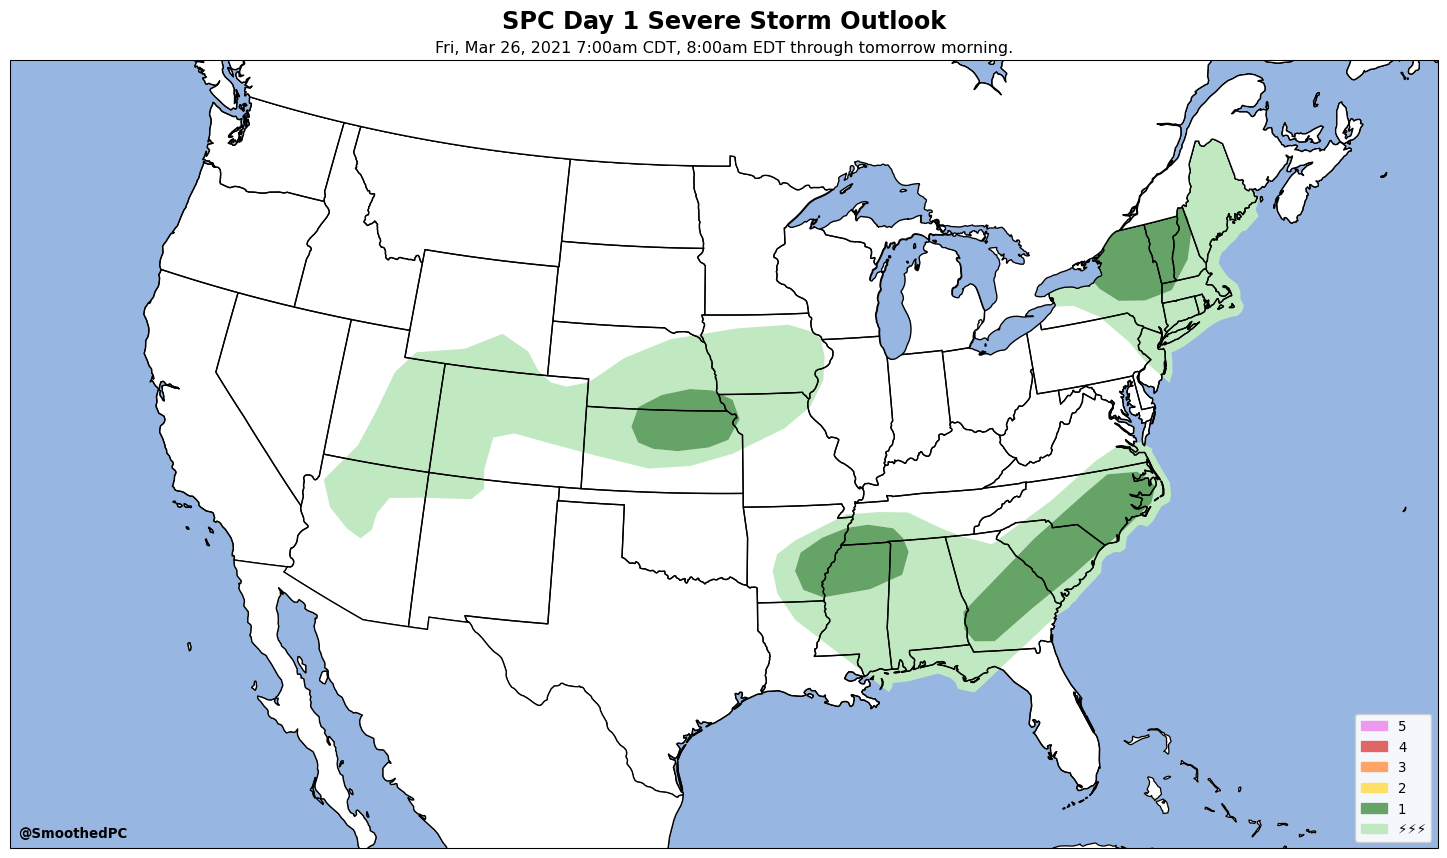 SPC Day 1 Severe Storm Outlook
Fri, Mar 26, 2021 7:00am CDT, 8:00am EDT through tomorrow morning.
5
4
3
2
1
⚡⚡⚡
@SmoothedPC